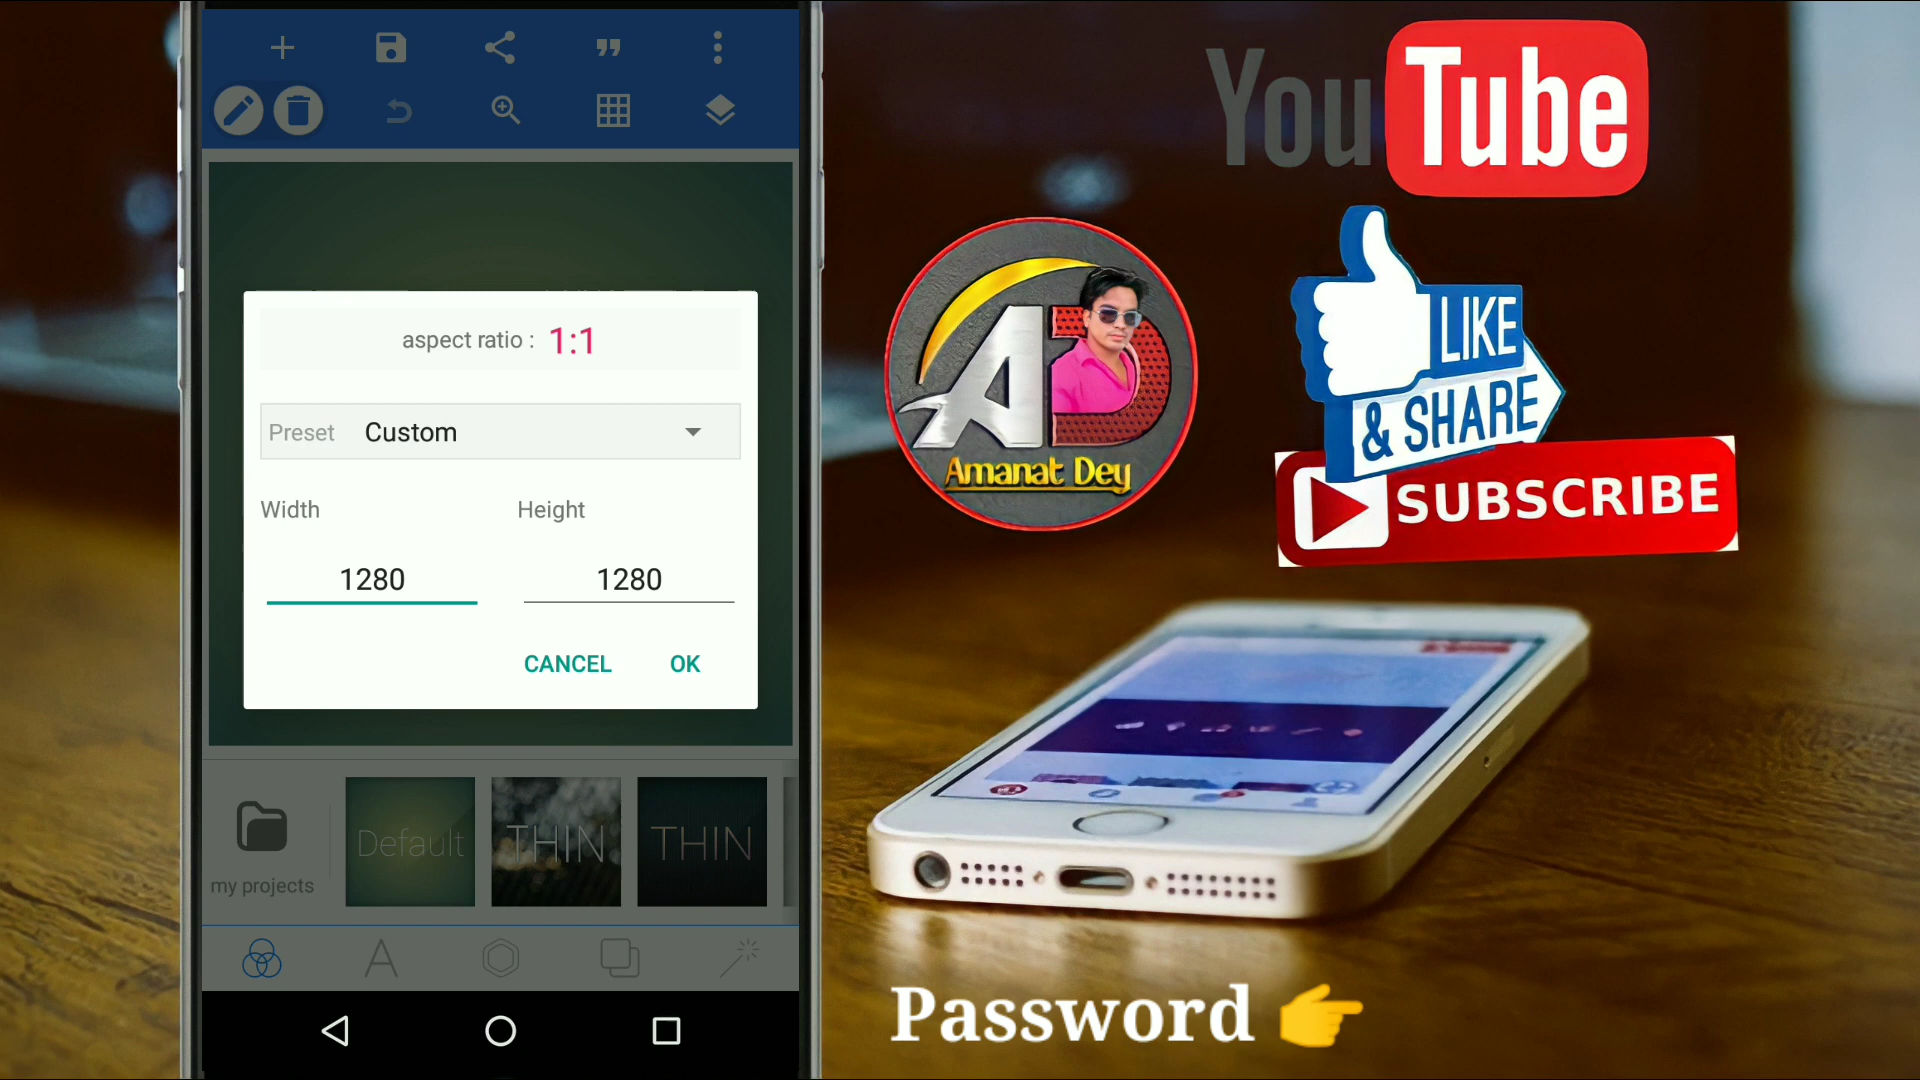 aspect ratio : 1:1
Preset Custom
Width Height
1280 1280
CANCEL OK
Default
THIN
THIN
my projects
YouTube
AD
Amanat Dey
LIKE
& SHARE
SUBSCRIBE
Password 👉